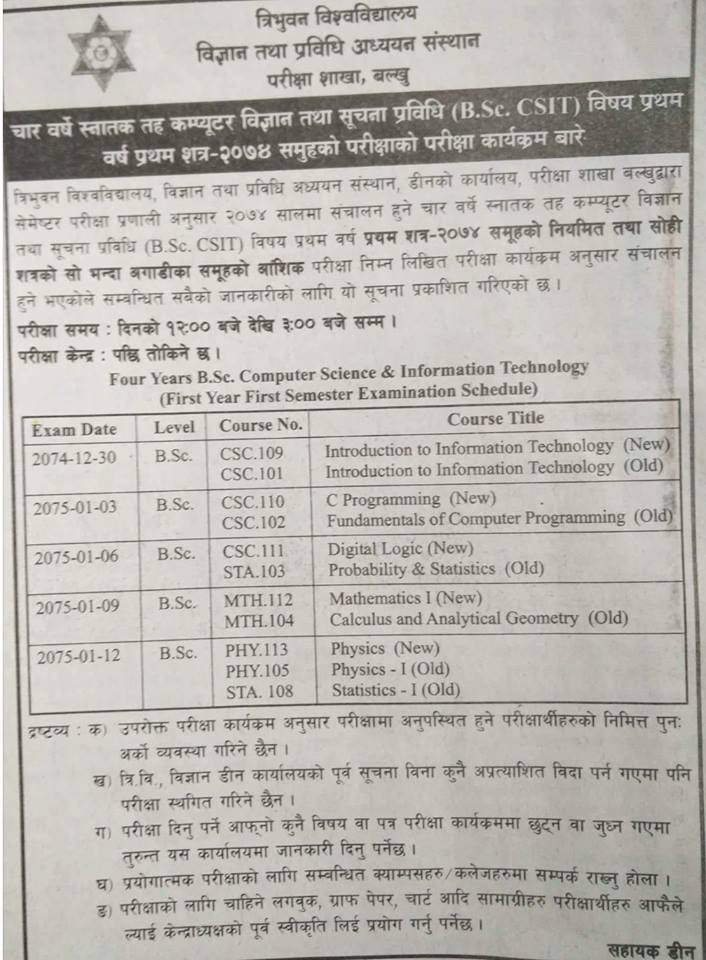 त्रिभुवन विश्वविद्यालय
विज्ञान तथा प्रविधि अध्ययन संस्थान
परीक्षा शाखा, बल्खु
चार वर्षे स्नातक तह कम्प्यूटर विज्ञान तथा सूचना प्रविधि (B.Sc. CSIT) विषय प्रथम
वर्ष प्रथम शत्र-२०७४ समुहको परीक्षाको परीक्षा कार्यक्रम बारे
त्रिभुवन विश्वविद्यालय, विज्ञान तथा प्रविधि अध्ययन संस्थान, डीनको कार्यालय, परीक्षा शाखा बल्खुद्वारा
सेमेष्टर परीक्षा प्रणाली अनुसार २०७४ सालमा संचालन हुने चार वर्षे स्नातक तह कम्प्यूटर विज्ञान
तथा सूचना प्रविधि (B.Sc. CSIT) विषय प्रथम वर्ष प्रथम शत्र-२०७४ समूहको नियमित तथा सोही
शत्रको सो भन्दा अगाडीका समूहको आंशिक परीक्षा निम्न लिखित परीक्षा कार्यक्रम अनुसार संचालन
हुने भएकोले सम्बन्धित सबैको जानकारीको लागि यो सूचना प्रकाशित गरिएको छ।
परीक्षा समय : दिनको १२:०० बजे देखि ३:०० बजे सम्म।
परीक्षा केन्द्र : पछि तोकिने छ।
Four Years B.Sc. Computer Science & Information Technology
(First Year First Semester Examination Schedule)
Exam Date Level Course No. Course Title
2074-12-30 B.Sc. CSC.109 Introduction to Information Technology (New)
CSC.101 Introduction to Information Technology (Old)
2075-01-03 B.Sc. CSC.110 C Programming (New)
CSC.102 Fundamentals of Computer Programming (Old)
2075-01-06 B.Sc. CSC.111 Digital Logic (New)
STA.103 Probability & Statistics (Old)
2075-01-09 B.Sc. MTH.112 Mathematics I (New)
MTH.104 Calculus and Analytical Geometry (Old)
2075-01-12 B.Sc. PHY.113 Physics (New)
PHY.105 Physics - I (Old)
STA. 108 Statistics - I (Old)
द्रष्टव्य : क) उपरोक्त परीक्षा कार्यक्रम अनुसार परीक्षामा अनुपस्थित हुने परीक्षार्थीहरुको निमित्त पुनः
अर्को व्यवस्था गरिने छैन।
ख) त्रि.वि., विज्ञान डीन कार्यालयको पूर्व सूचना विना कुनै अप्रत्याशित विदा पर्न गएमा पनि
परीक्षा स्थगित गरिने छैन।
ग) परीक्षा दिनु पर्ने आफ्नो कुनै विषय वा पत्र परीक्षा कार्यक्रममा छुट्न वा जुध्न गएमा
तुरुन्त यस कार्यालयमा जानकारी दिनु पर्नेछ।
घ) प्रयोगात्मक परीक्षाको लागि सम्बन्धित क्याम्पसहरु/कलेजहरुमा सम्पर्क राख्नु होला।
ङ) परीक्षाको लागि चाहिने लगवुक, ग्राफ पेपर, चार्ट आदि सामाग्रीहरु परीक्षार्थीहरु आफैले
ल्याई केन्द्राध्यक्षको पूर्व स्वीकृति लिई प्रयोग गर्नु पर्नेछ।
सहायक डीन